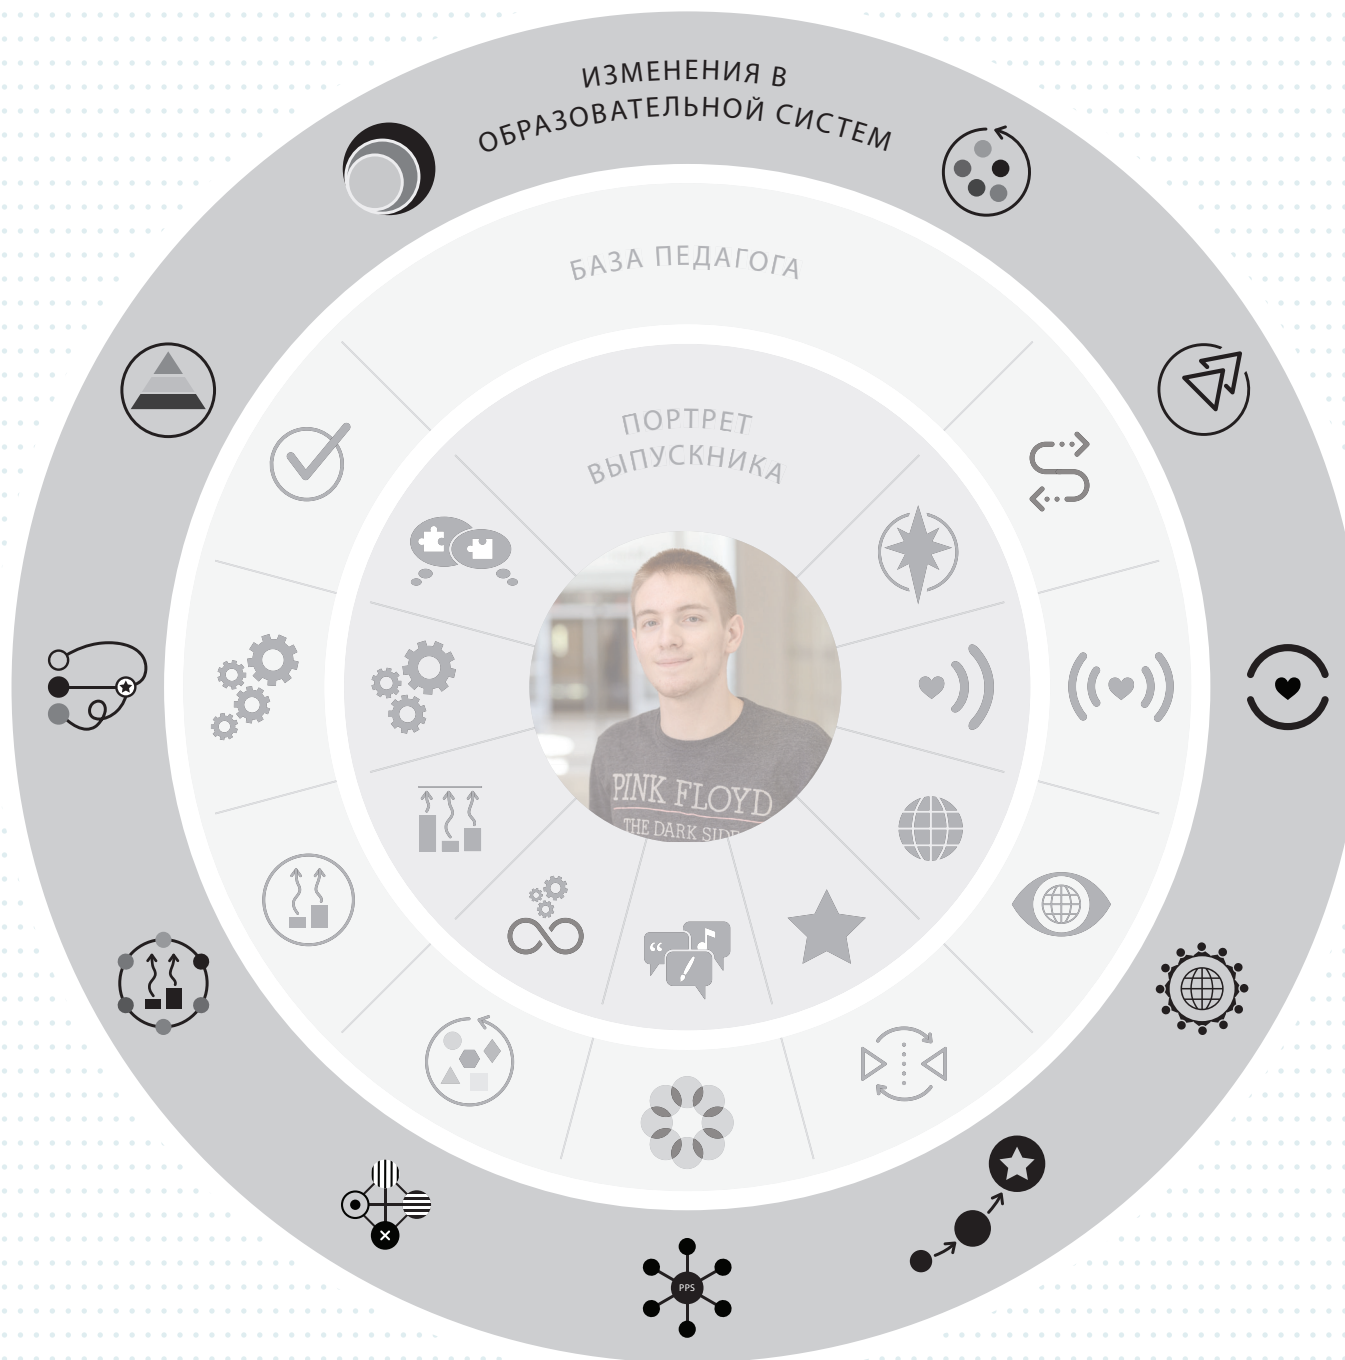 ИЗМЕНЕНИЯ В
ОБРАЗОВАТЕЛЬНОЙ СИСТЕМ
БАЗА ПЕДАГОГА
ПОРТРЕТ
ВЫПУСКНИКА
PINK FLOYD
THE DARK SIDE
PPS